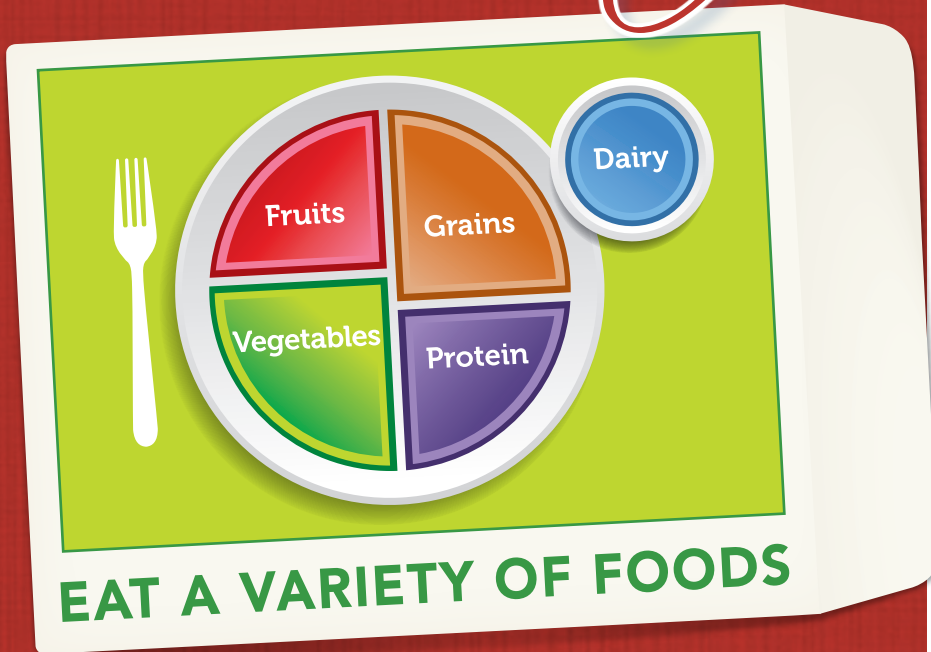 Dairy
Fruits
Grains
Vegetables
Protein
EAT A VARIETY OF FOODS